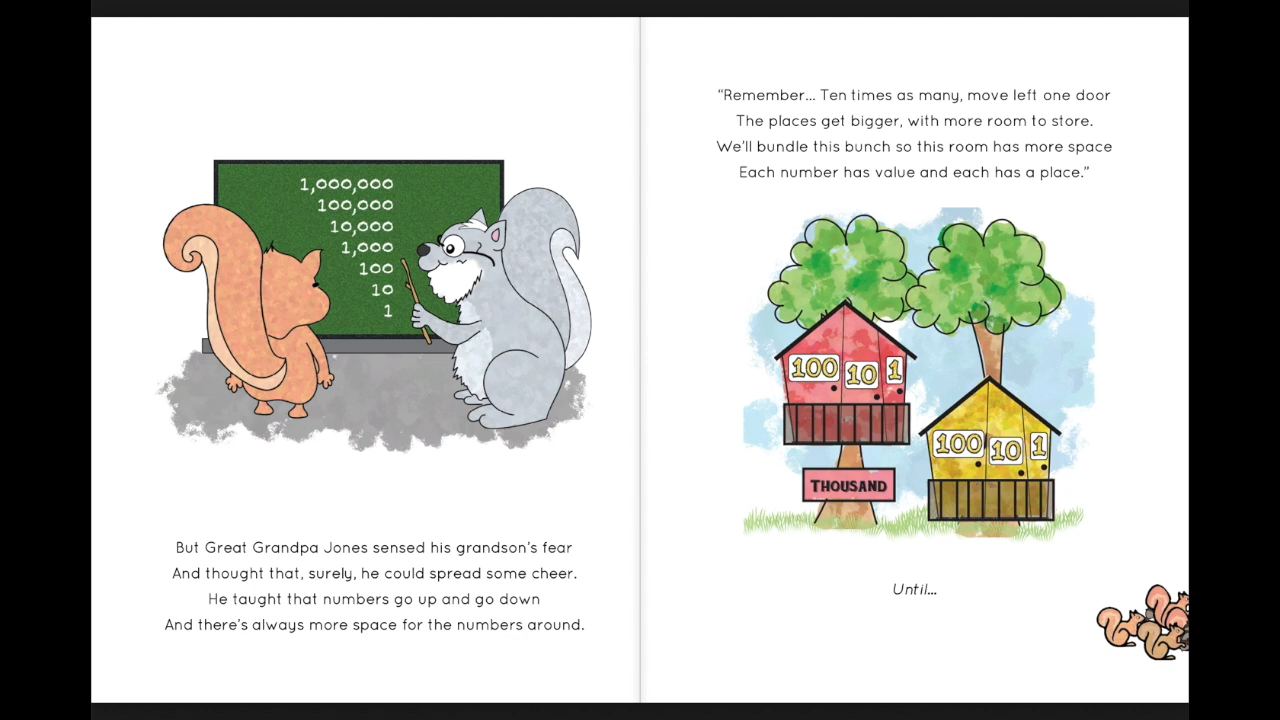 1,000,000
100,000
10,000
1,000
100
10
1
But Great Grandpa Jones sensed his grandson's fear
And thought that, surely, he could spread some cheer.
He taught that numbers go up and go down
And there's always more space for the numbers around.
"Remember... Ten times as many, move left one door
The places get bigger, with more room to store.
We'll bundle this bunch so this room has more space
Each number has value and each has a place."
100 10 1
100 10 1
THOUSAND
Until...